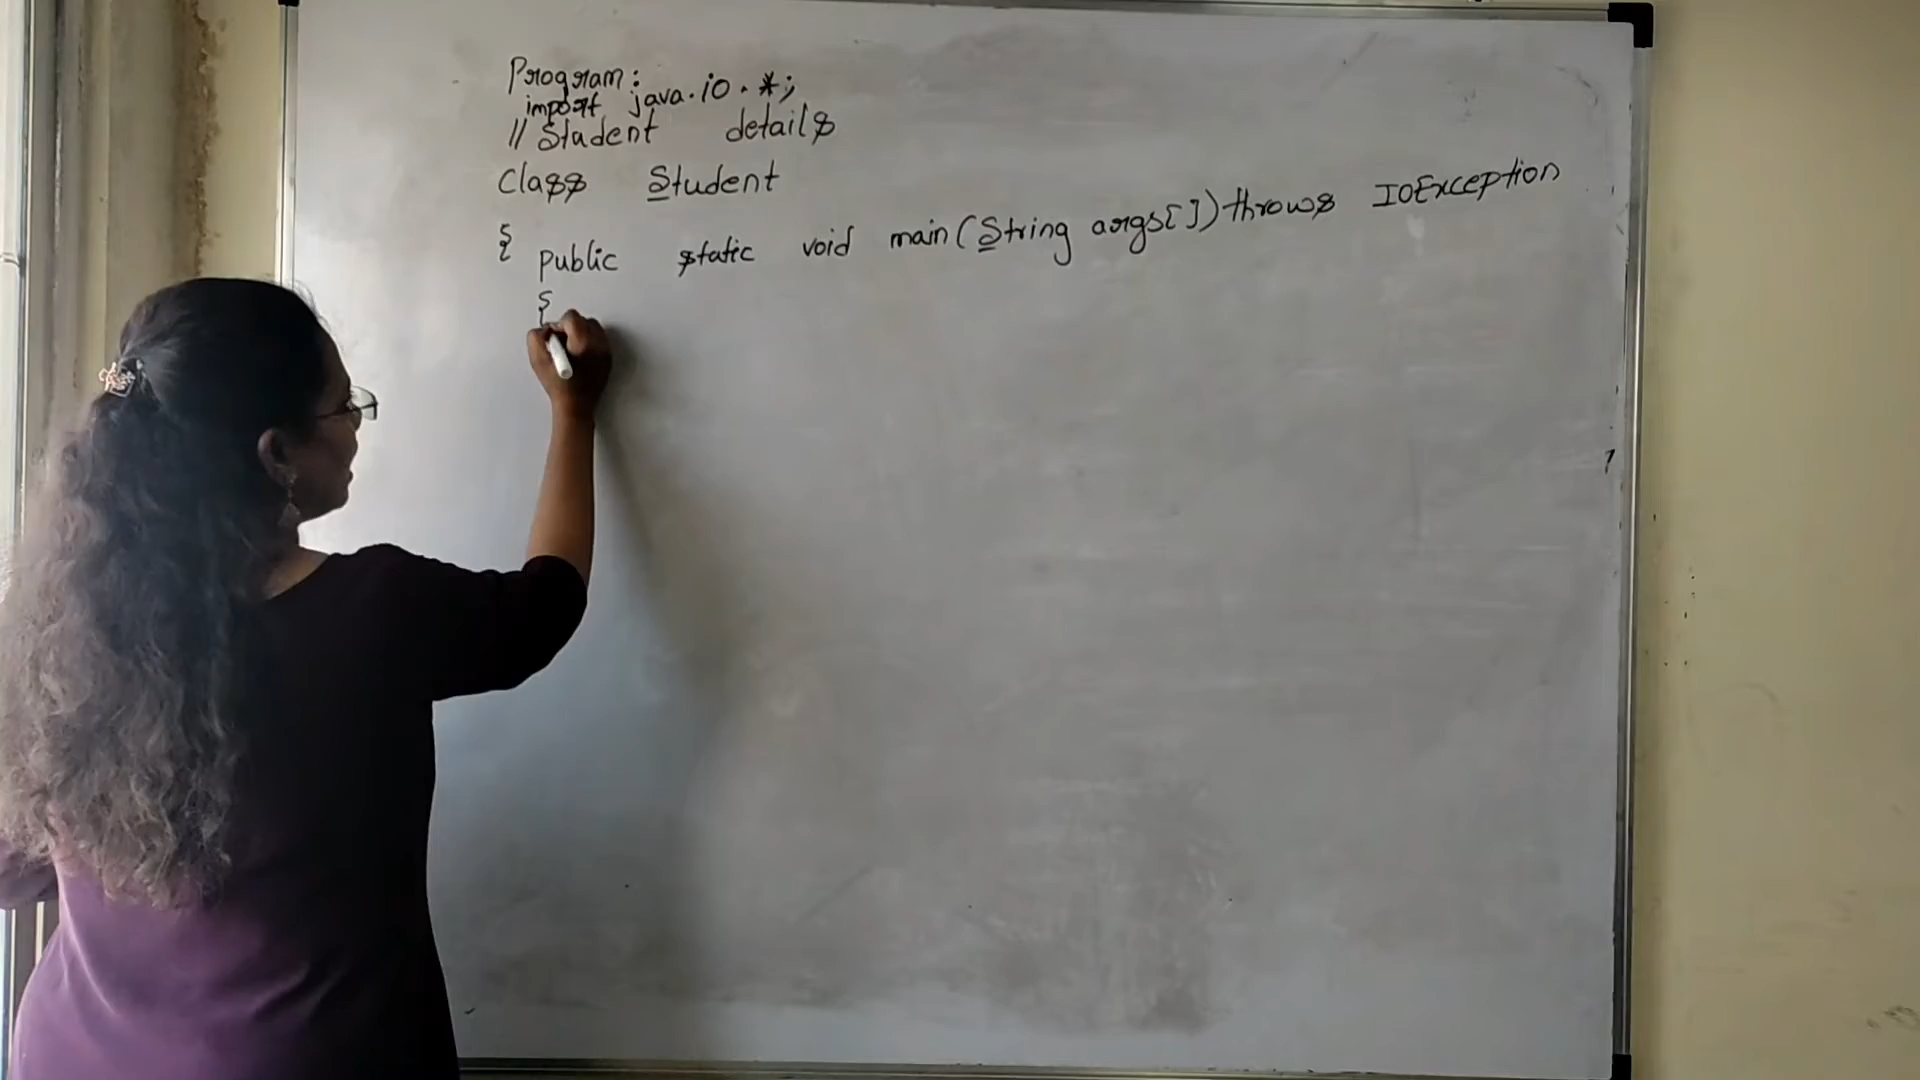 Program:
import java.io.*;
// Student details
class Student
{
public static void main(String args[])throws IOException
{